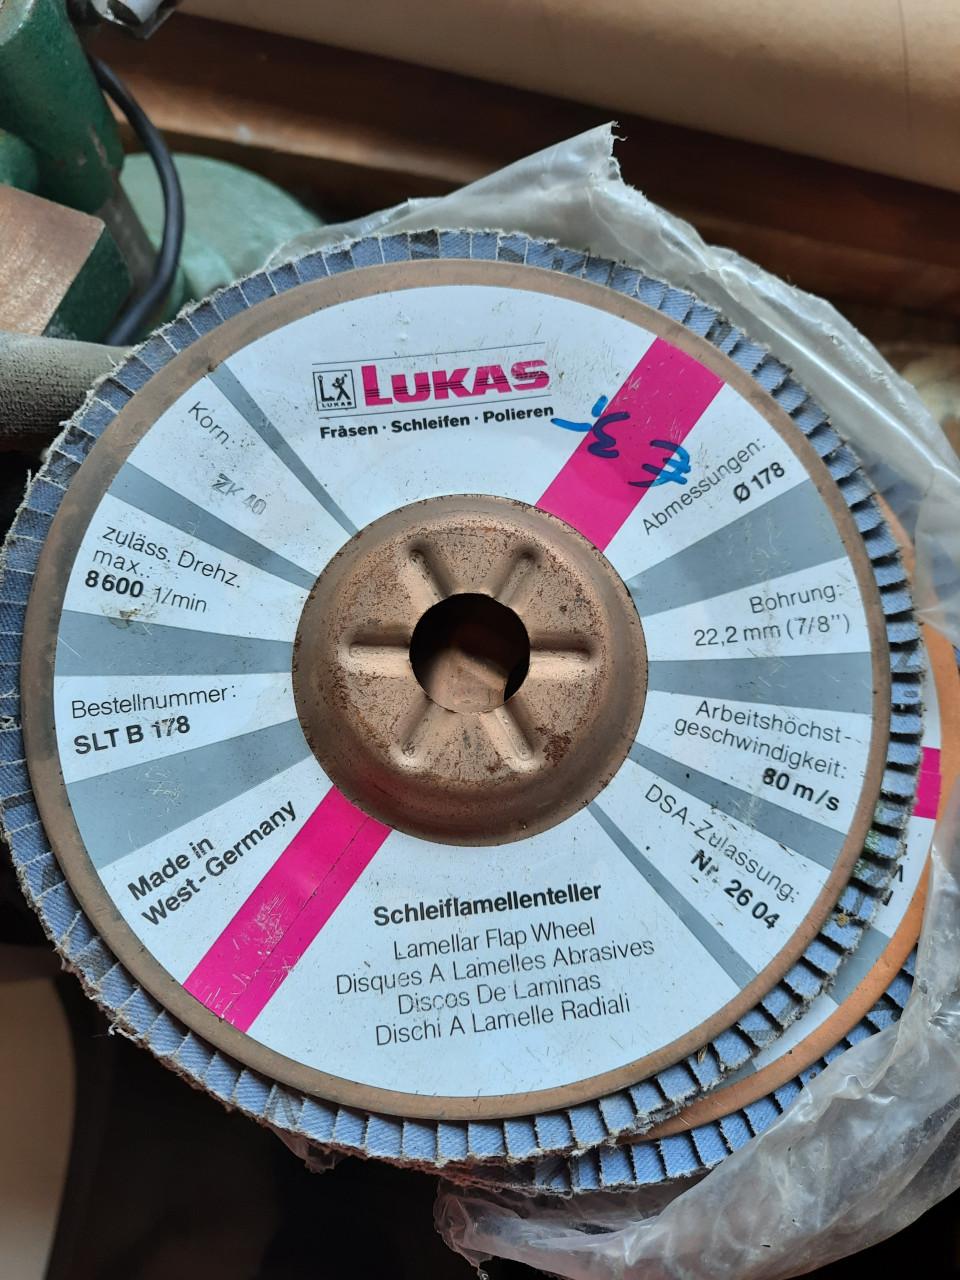 LUKAS
LUKAS
Fräsen · Schleifen · Polieren
Korn:
ZK 40
zuläss. Drehz.
max.
8600 1/min
Bestellnummer:
SLT B 178
Made in
West-Germany
Abmessungen:
Ø 178
Bohrung:
22,2 mm (7/8")
Arbeitshöchst-
geschwindigkeit:
80 m/s
DSA-Zulassung:
Nr. 26 04
Schleiflamellenteller
Lamellar Flap Wheel
Disques A Lamelles Abrasives
Discos De Laminas
Dischi A Lamelle Radiali